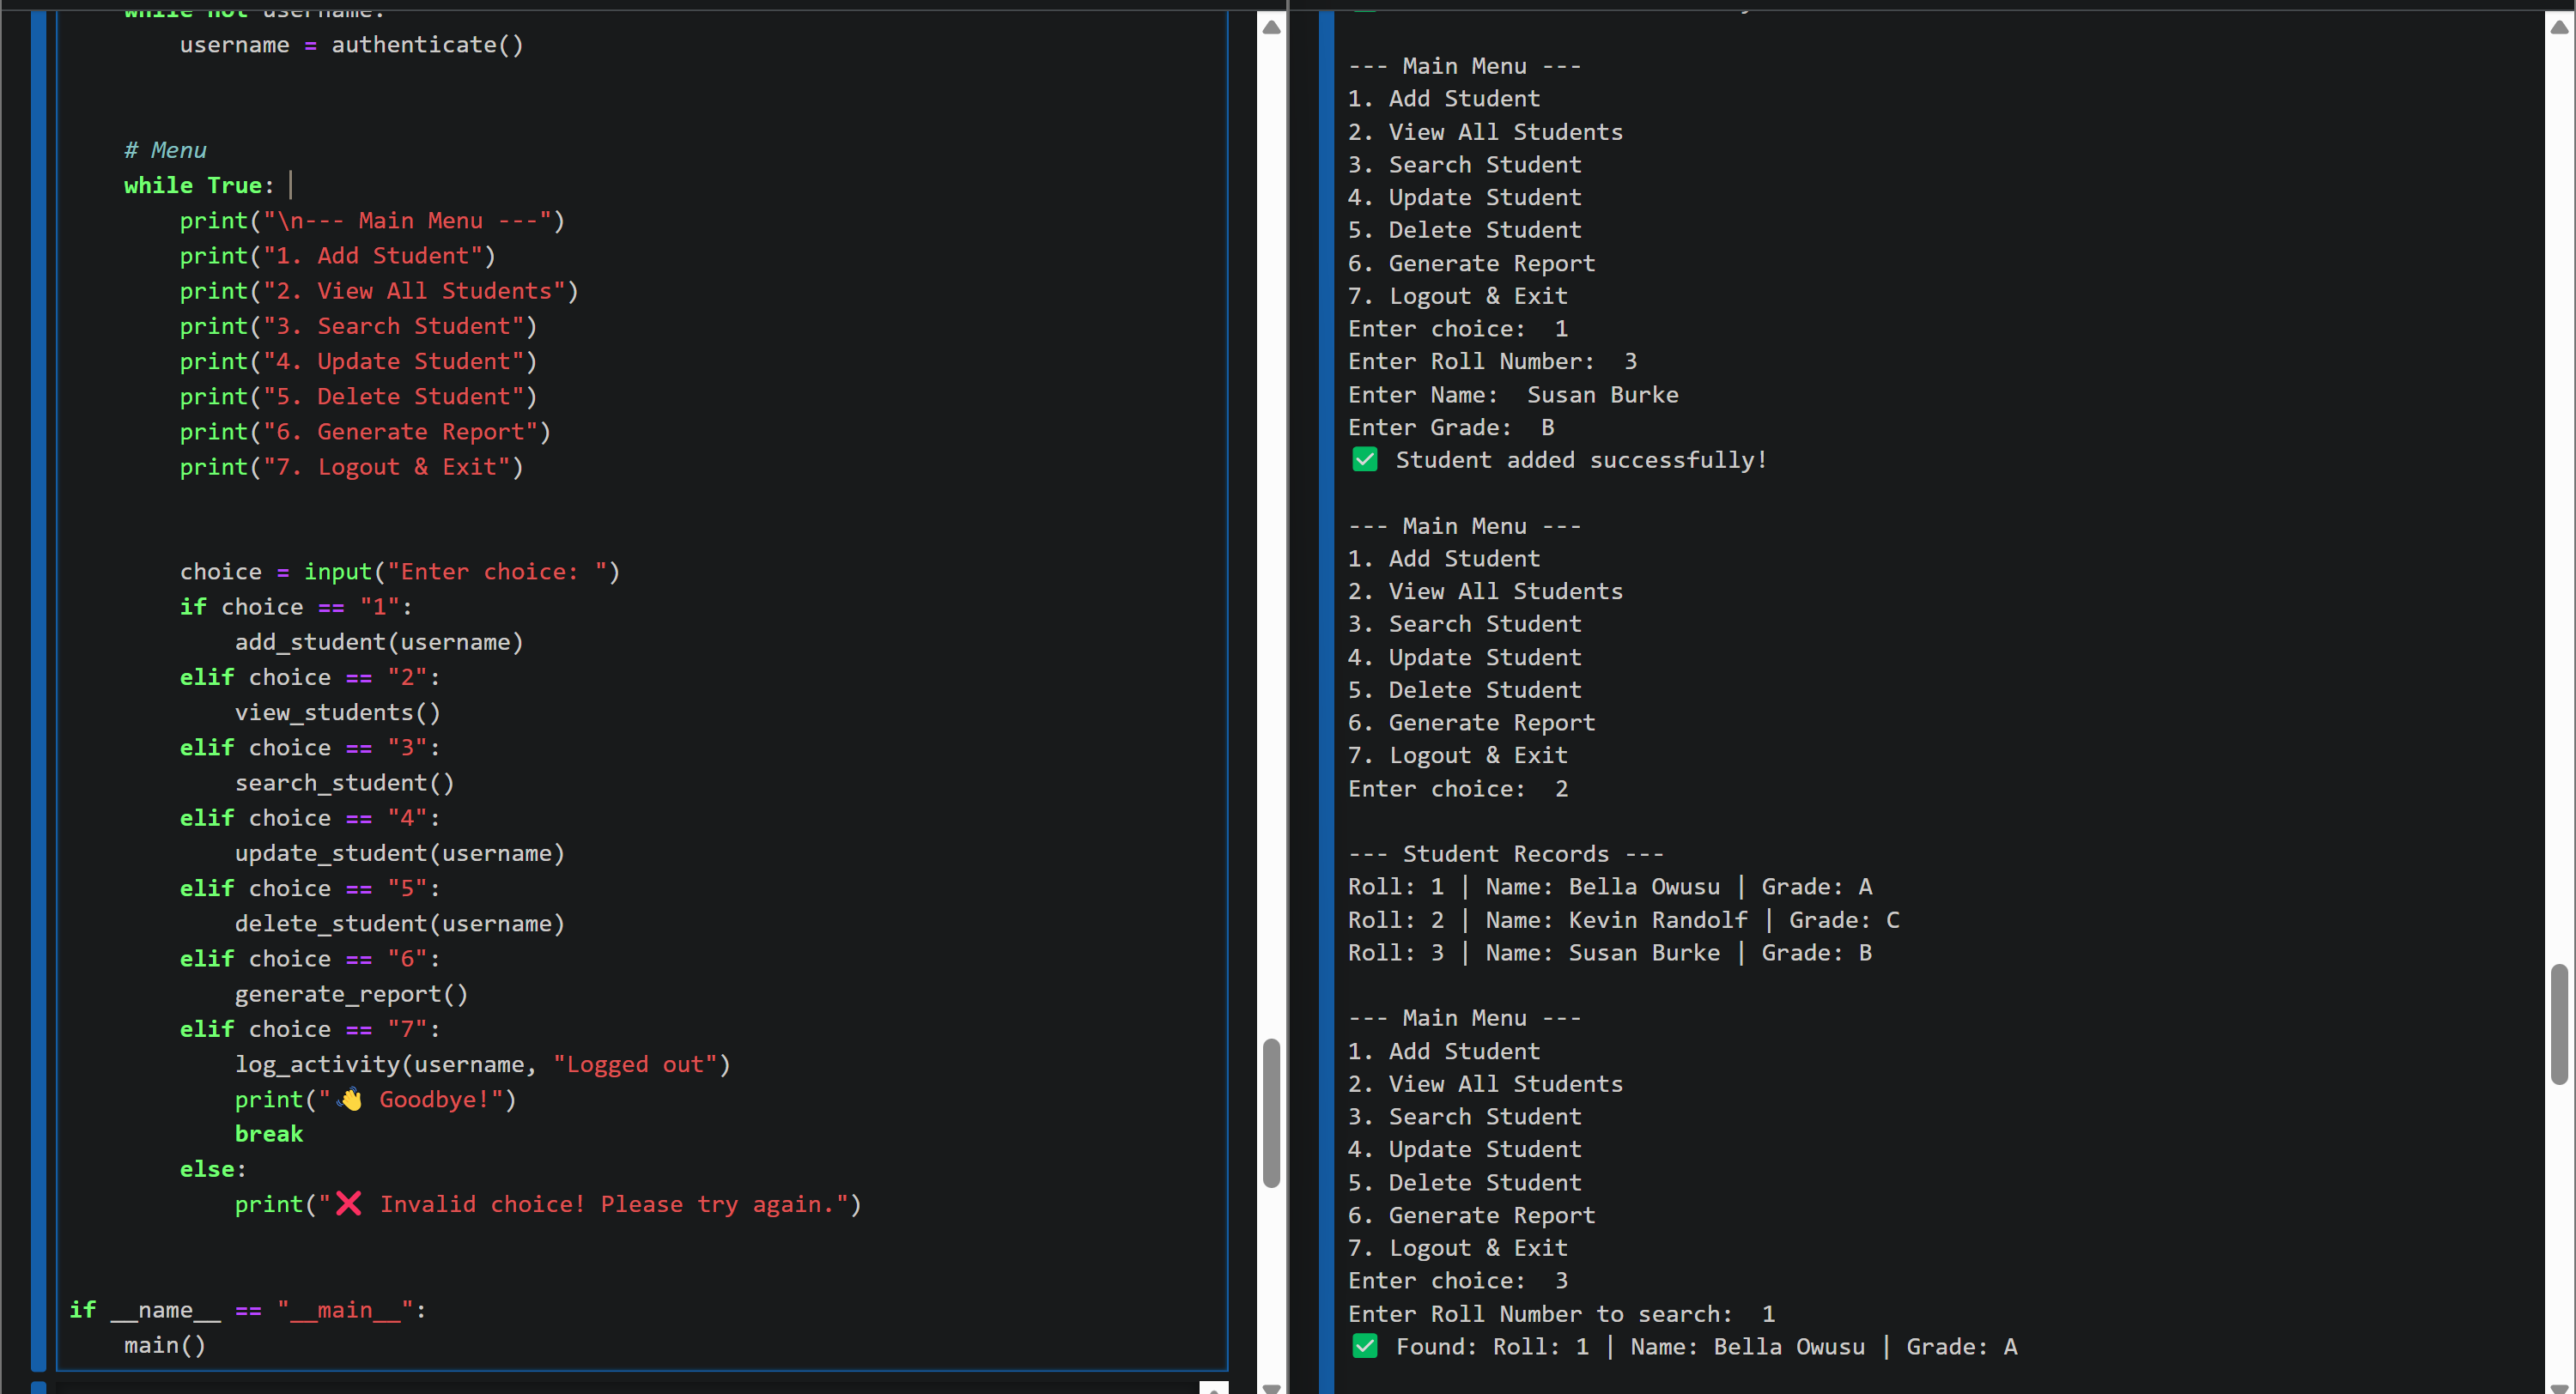 while not username:
        username = authenticate()
    # Menu
    while True:
        print("\n--- Main Menu ---")
        print("1. Add Student")
        print("2. View All Students")
        print("3. Search Student")
        print("4. Update Student")
        print("5. Delete Student")
        print("6. Generate Report")
        print("7. Logout & Exit")
        choice = input("Enter choice: ")
        if choice == "1":
            add_student(username)
        elif choice == "2":
            view_students()
        elif choice == "3":
            search_student()
        elif choice == "4":
            update_student(username)
        elif choice == "5":
            delete_student(username)
        elif choice == "6":
            generate_report()
        elif choice == "7":
            log_activity(username, "Logged out")
            print("👋 Goodbye!")
            break
        else:
            print("❌ Invalid choice! Please try again.")
if __name__ == "__main__":
    main()
--- Main Menu ---
1. Add Student
2. View All Students
3. Search Student
4. Update Student
5. Delete Student
6. Generate Report
7. Logout & Exit
Enter choice:  1
Enter Roll Number:  3
Enter Name:  Susan Burke
Enter Grade:  B
✅ Student added successfully!
--- Main Menu ---
1. Add Student
2. View All Students
3. Search Student
4. Update Student
5. Delete Student
6. Generate Report
7. Logout & Exit
Enter choice:  2
--- Student Records ---
Roll: 1 | Name: Bella Owusu | Grade: A
Roll: 2 | Name: Kevin Randolf | Grade: C
Roll: 3 | Name: Susan Burke | Grade: B
--- Main Menu ---
1. Add Student
2. View All Students
3. Search Student
4. Update Student
5. Delete Student
6. Generate Report
7. Logout & Exit
Enter choice:  3
Enter Roll Number to search:  1
✅ Found: Roll: 1 | Name: Bella Owusu | Grade: A